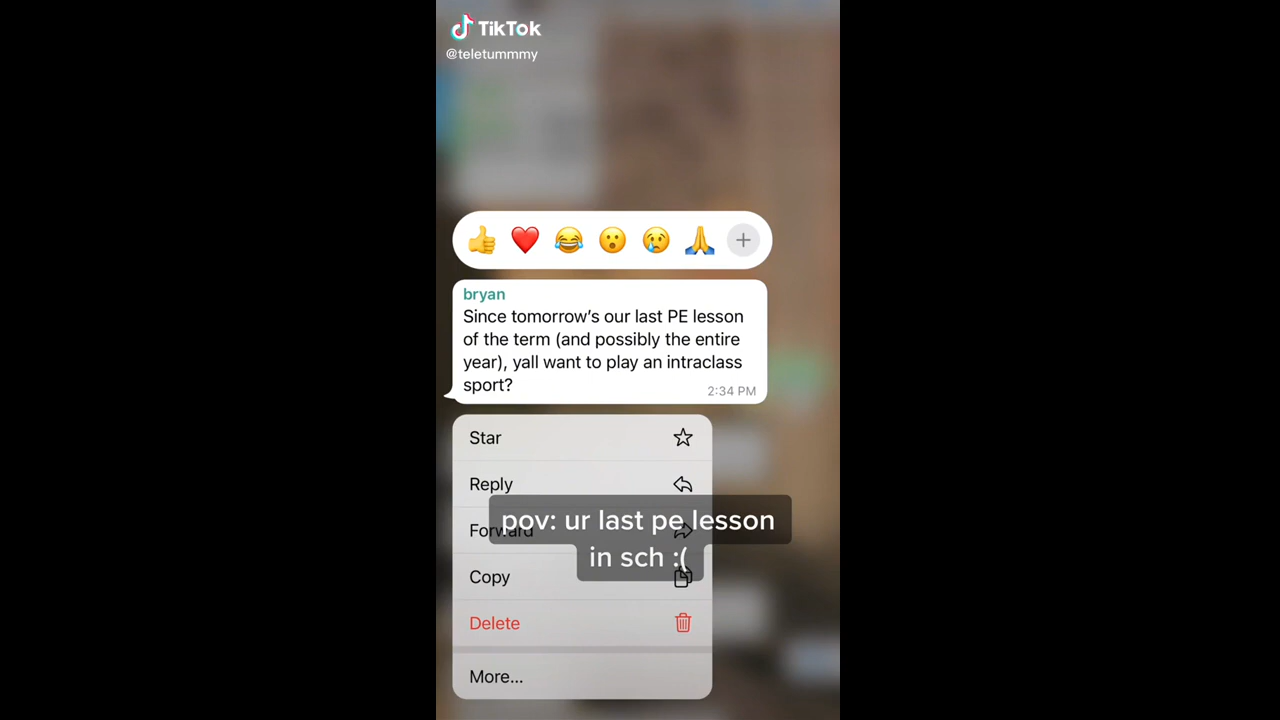 TikTok
@teletummmy
bryan
Since tomorrow’s our last PE lesson
of the term (and possibly the entire
year), yall want to play an intraclass
sport?
2:34 PM
Star
Reply
Forward
pov: ur last pe lesson
in sch :(
Copy
Delete
More...